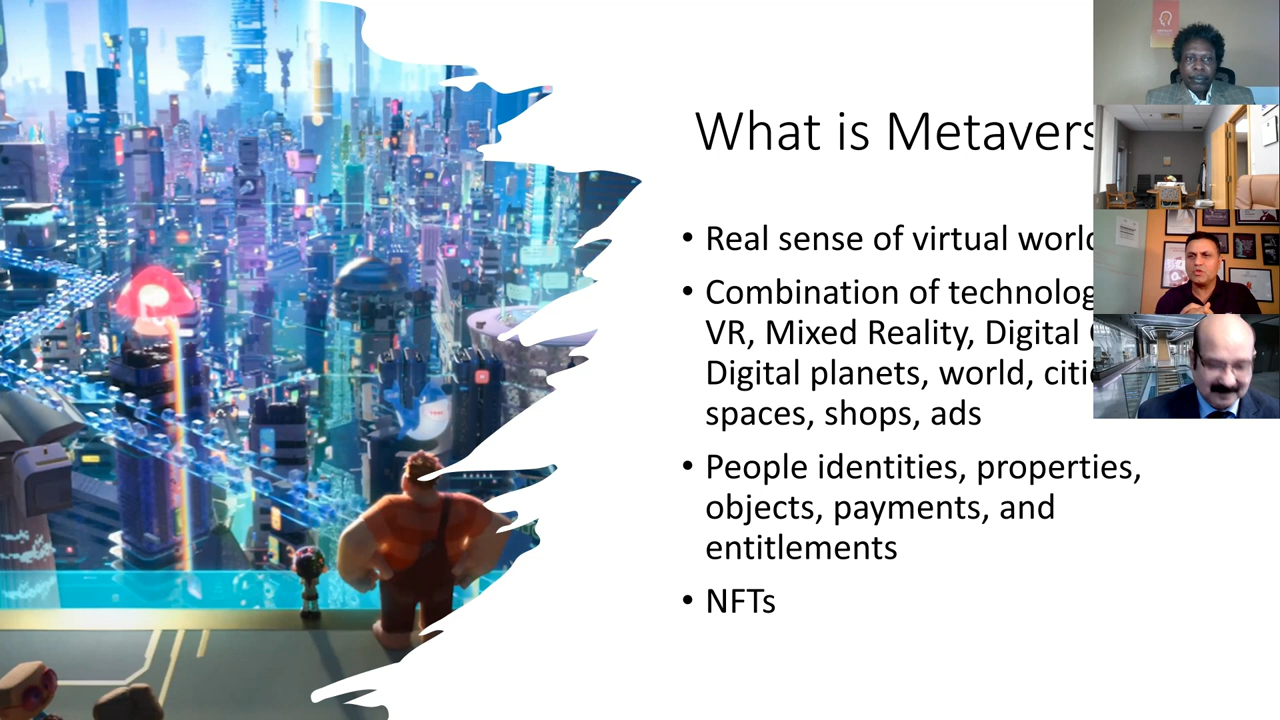 What is Metavers
• Real sense of virtual world
• Combination of technolog
VR, Mixed Reality, Digital
Digital planets, world, citi
spaces, shops, ads
• People identities, properties,
objects, payments, and
entitlements
• NFTs